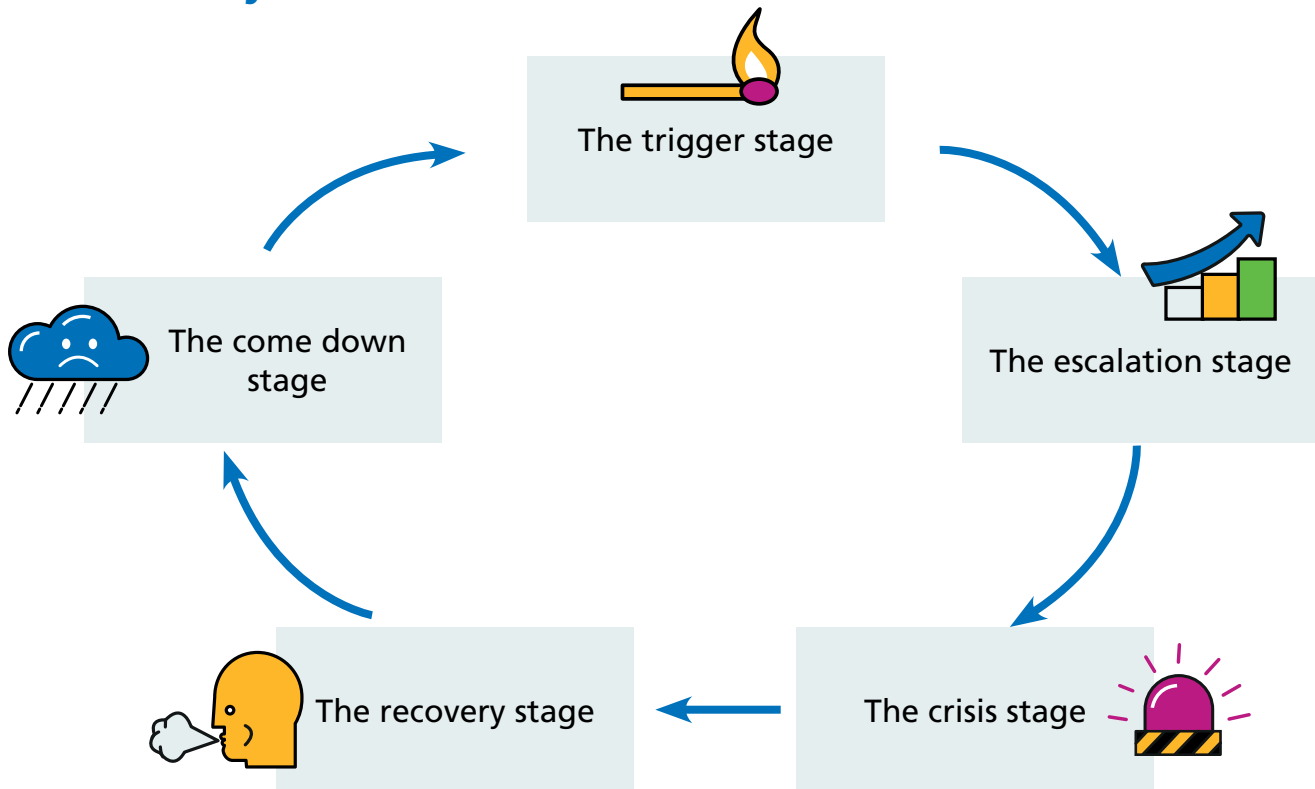 The trigger stage
The escalation stage
The crisis stage
The recovery stage
The come down
stage